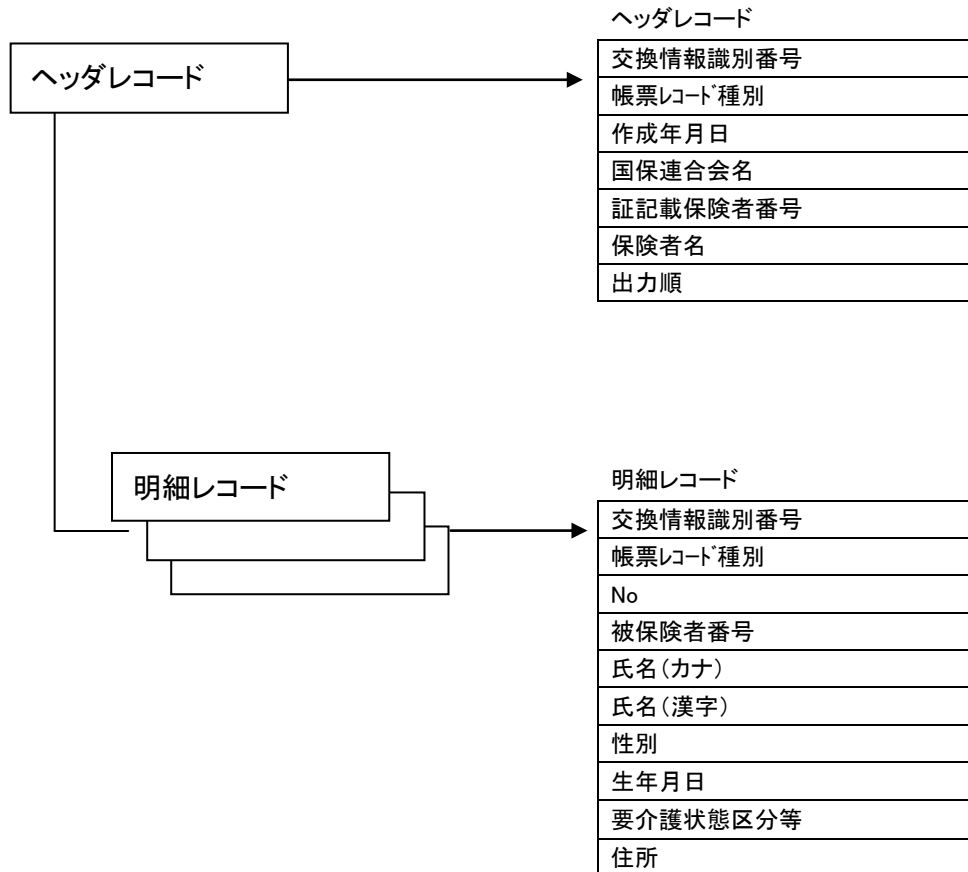 ヘッダレコード
ヘッダレコード
交換情報識別番号
帳票ﾚｺｰﾄﾞ種別
作成年月日
国保連合会名
証記載保険者番号
保険者名
出力順
明細レコード
明細レコード
交換情報識別番号
帳票ﾚｺｰﾄﾞ種別
No
被保険者番号
氏名(カナ)
氏名(漢字)
性別
生年月日
要介護状態区分等
住所